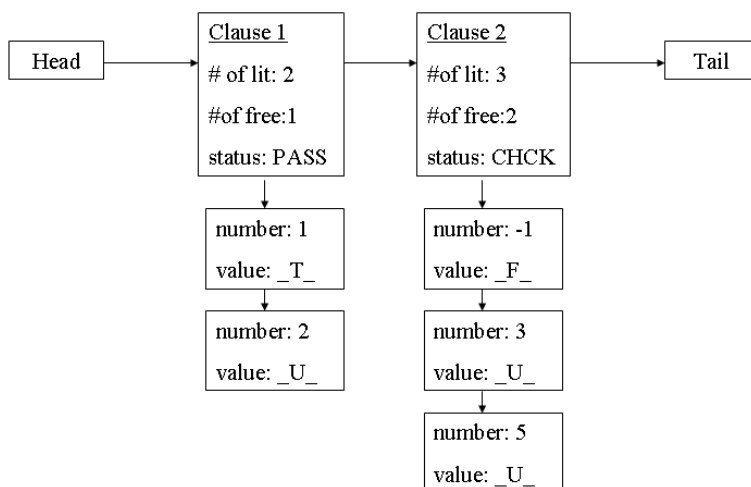 Head
Clause 1
# of lit: 2
#of free:1
status: PASS
number: 1
value: _T_
number: 2
value: _U_
Clause 2
#of lit: 3
#of free:2
status: CHCK
number: -1
value: _F_
number: 3
value: _U_
number: 5
value: _U_
Tail